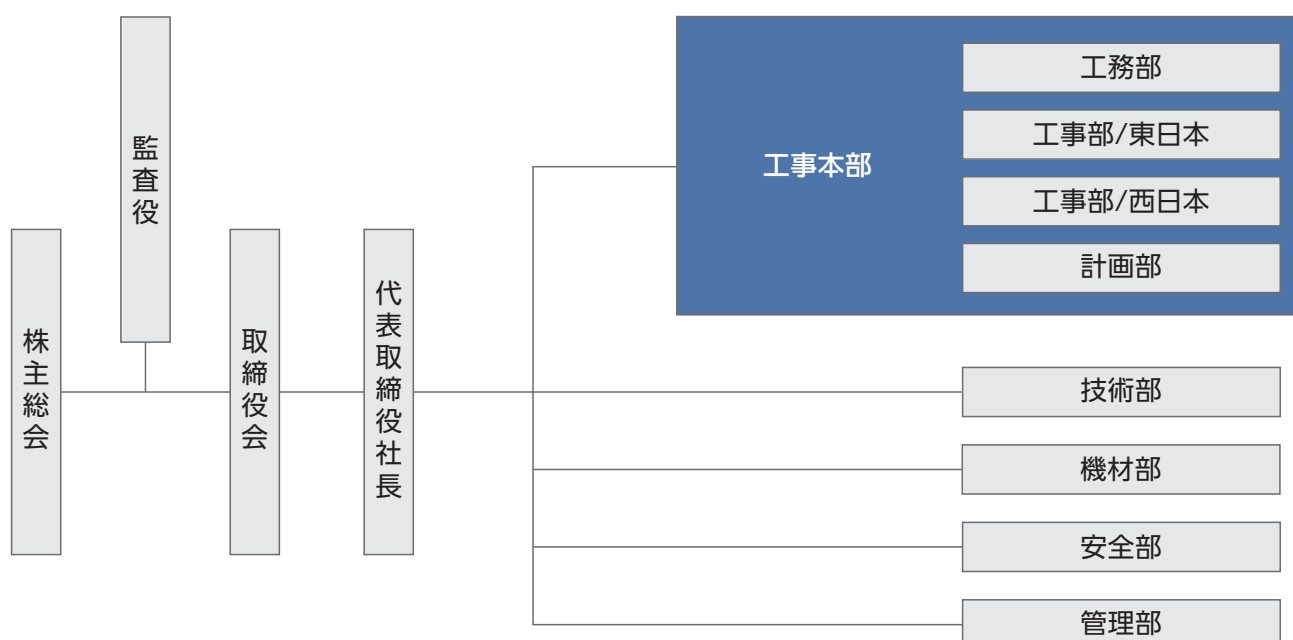 株主総会
監査役
取締役会
代表取締役社長
工事本部
工務部
工事部/東日本
工事部/西日本
計画部
技術部
機材部
安全部
管理部